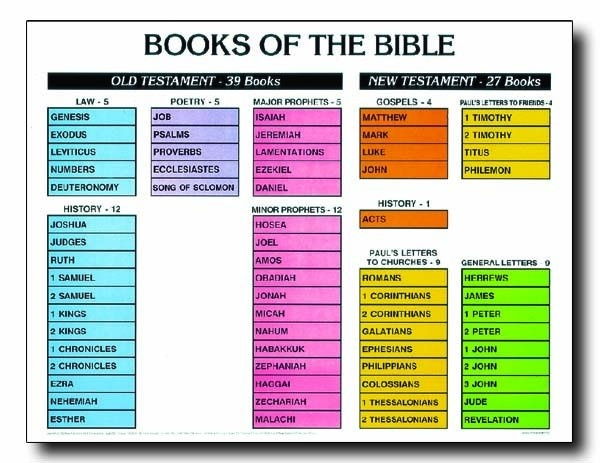 BOOKS OF THE BIBLE
OLD TESTAMENT - 39 Books
LAW - 5
GENESIS
EXODUS
LEVITICUS
NUMBERS
DEUTERONOMY
HISTORY - 12
JOSHUA
JUDGES
RUTH
1 SAMUEL
2 SAMUEL
1 KINGS
2 KINGS
1 CHRONICLES
2 CHRONICLES
EZRA
NEHEMIAH
ESTHER
POETRY - 5
JOB
PSALMS
PROVERBS
ECCLESIASTES
SONG OF SOLOMON
MAJOR PROPHETS - 5
ISAIAH
JEREMIAH
LAMENTATIONS
EZEKIEL
DANIEL
MINOR PROPHETS - 12
HOSEA
JOEL
AMOS
OBADIAH
JONAH
MICAH
NAHUM
HABAKKUK
ZEPHANIAH
HAGGAI
ZECHARIAH
MALACHI
NEW TESTAMENT - 27 Books
GOSPELS - 4
MATTHEW
MARK
LUKE
JOHN
HISTORY - 1
ACTS
PAUL'S LETTERS
TO CHURCHES - 9
ROMANS
1 CORINTHIANS
2 CORINTHIANS
GALATIANS
EPHESIANS
PHILIPPIANS
COLOSSIANS
1 THESSALONIANS
2 THESSALONIANS
PAUL'S LETTERS TO FRIENDS - 4
1 TIMOTHY
2 TIMOTHY
TITUS
PHILEMON
GENERAL LETTERS - 9
HEBREWS
JAMES
1 PETER
2 PETER
1 JOHN
2 JOHN
3 JOHN
JUDE
REVELATION